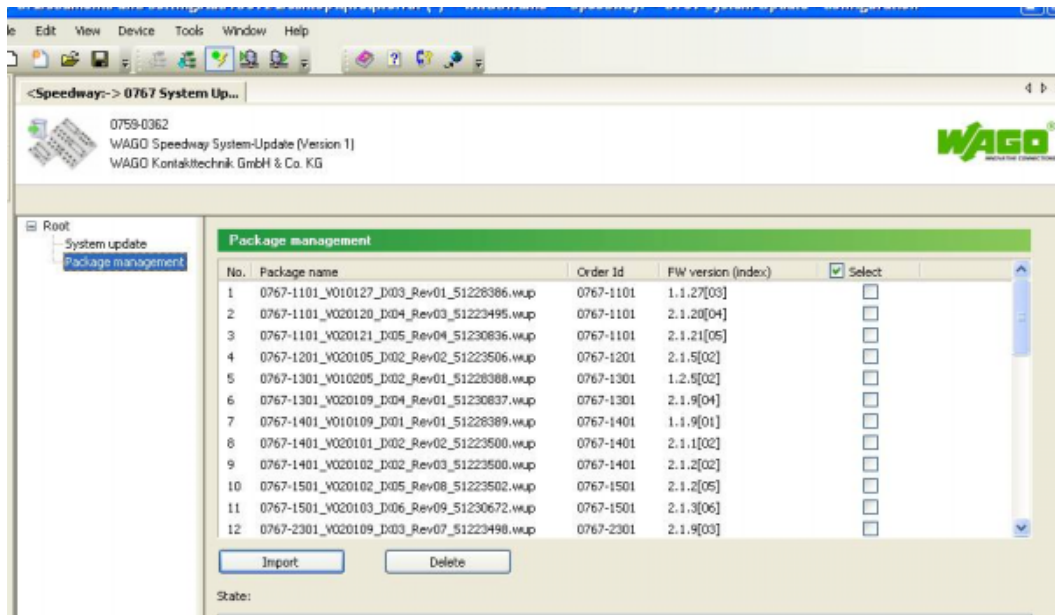 Edit View Device Tools Window Help
<Speedway:-> 0767 System Up...
0759-0362
WAGO Speedway System-Update (Version 1)
WAGO Kontakttechnik GmbH & Co. KG
WAGO
Root
System update
Package management
Package management
No. Package name Order Id FW version (index) Select
1 0767-1101_V010127_IX03_Rev01_51228386.wup 0767-1101 1.1.27[03]
2 0767-1101_V020120_IX04_Rev03_51223495.wup 0767-1101 2.1.20[04]
3 0767-1101_V020121_IX05_Rev04_51230836.wup 0767-1101 2.1.21[05]
4 0767-1201_V020105_IX02_Rev02_51223506.wup 0767-1201 2.1.5[02]
5 0767-1301_V010205_IX02_Rev01_51228388.wup 0767-1301 1.2.5[02]
6 0767-1301_V020109_IX04_Rev01_51230837.wup 0767-1301 2.1.9[04]
7 0767-1401_V010109_IX01_Rev01_51228389.wup 0767-1401 1.1.9[01]
8 0767-1401_V020101_IX02_Rev02_51223500.wup 0767-1401 2.1.1[02]
9 0767-1401_V020102_IX02_Rev03_51223500.wup 0767-1401 2.1.2[02]
10 0767-1501_V020102_IX05_Rev08_51223502.wup 0767-1501 2.1.2[05]
11 0767-1501_V020103_IX06_Rev09_51230672.wup 0767-1501 2.1.3[06]
12 0767-2301_V020109_IX03_Rev07_51223498.wup 0767-2301 2.1.9[03]
Import Delete
State: